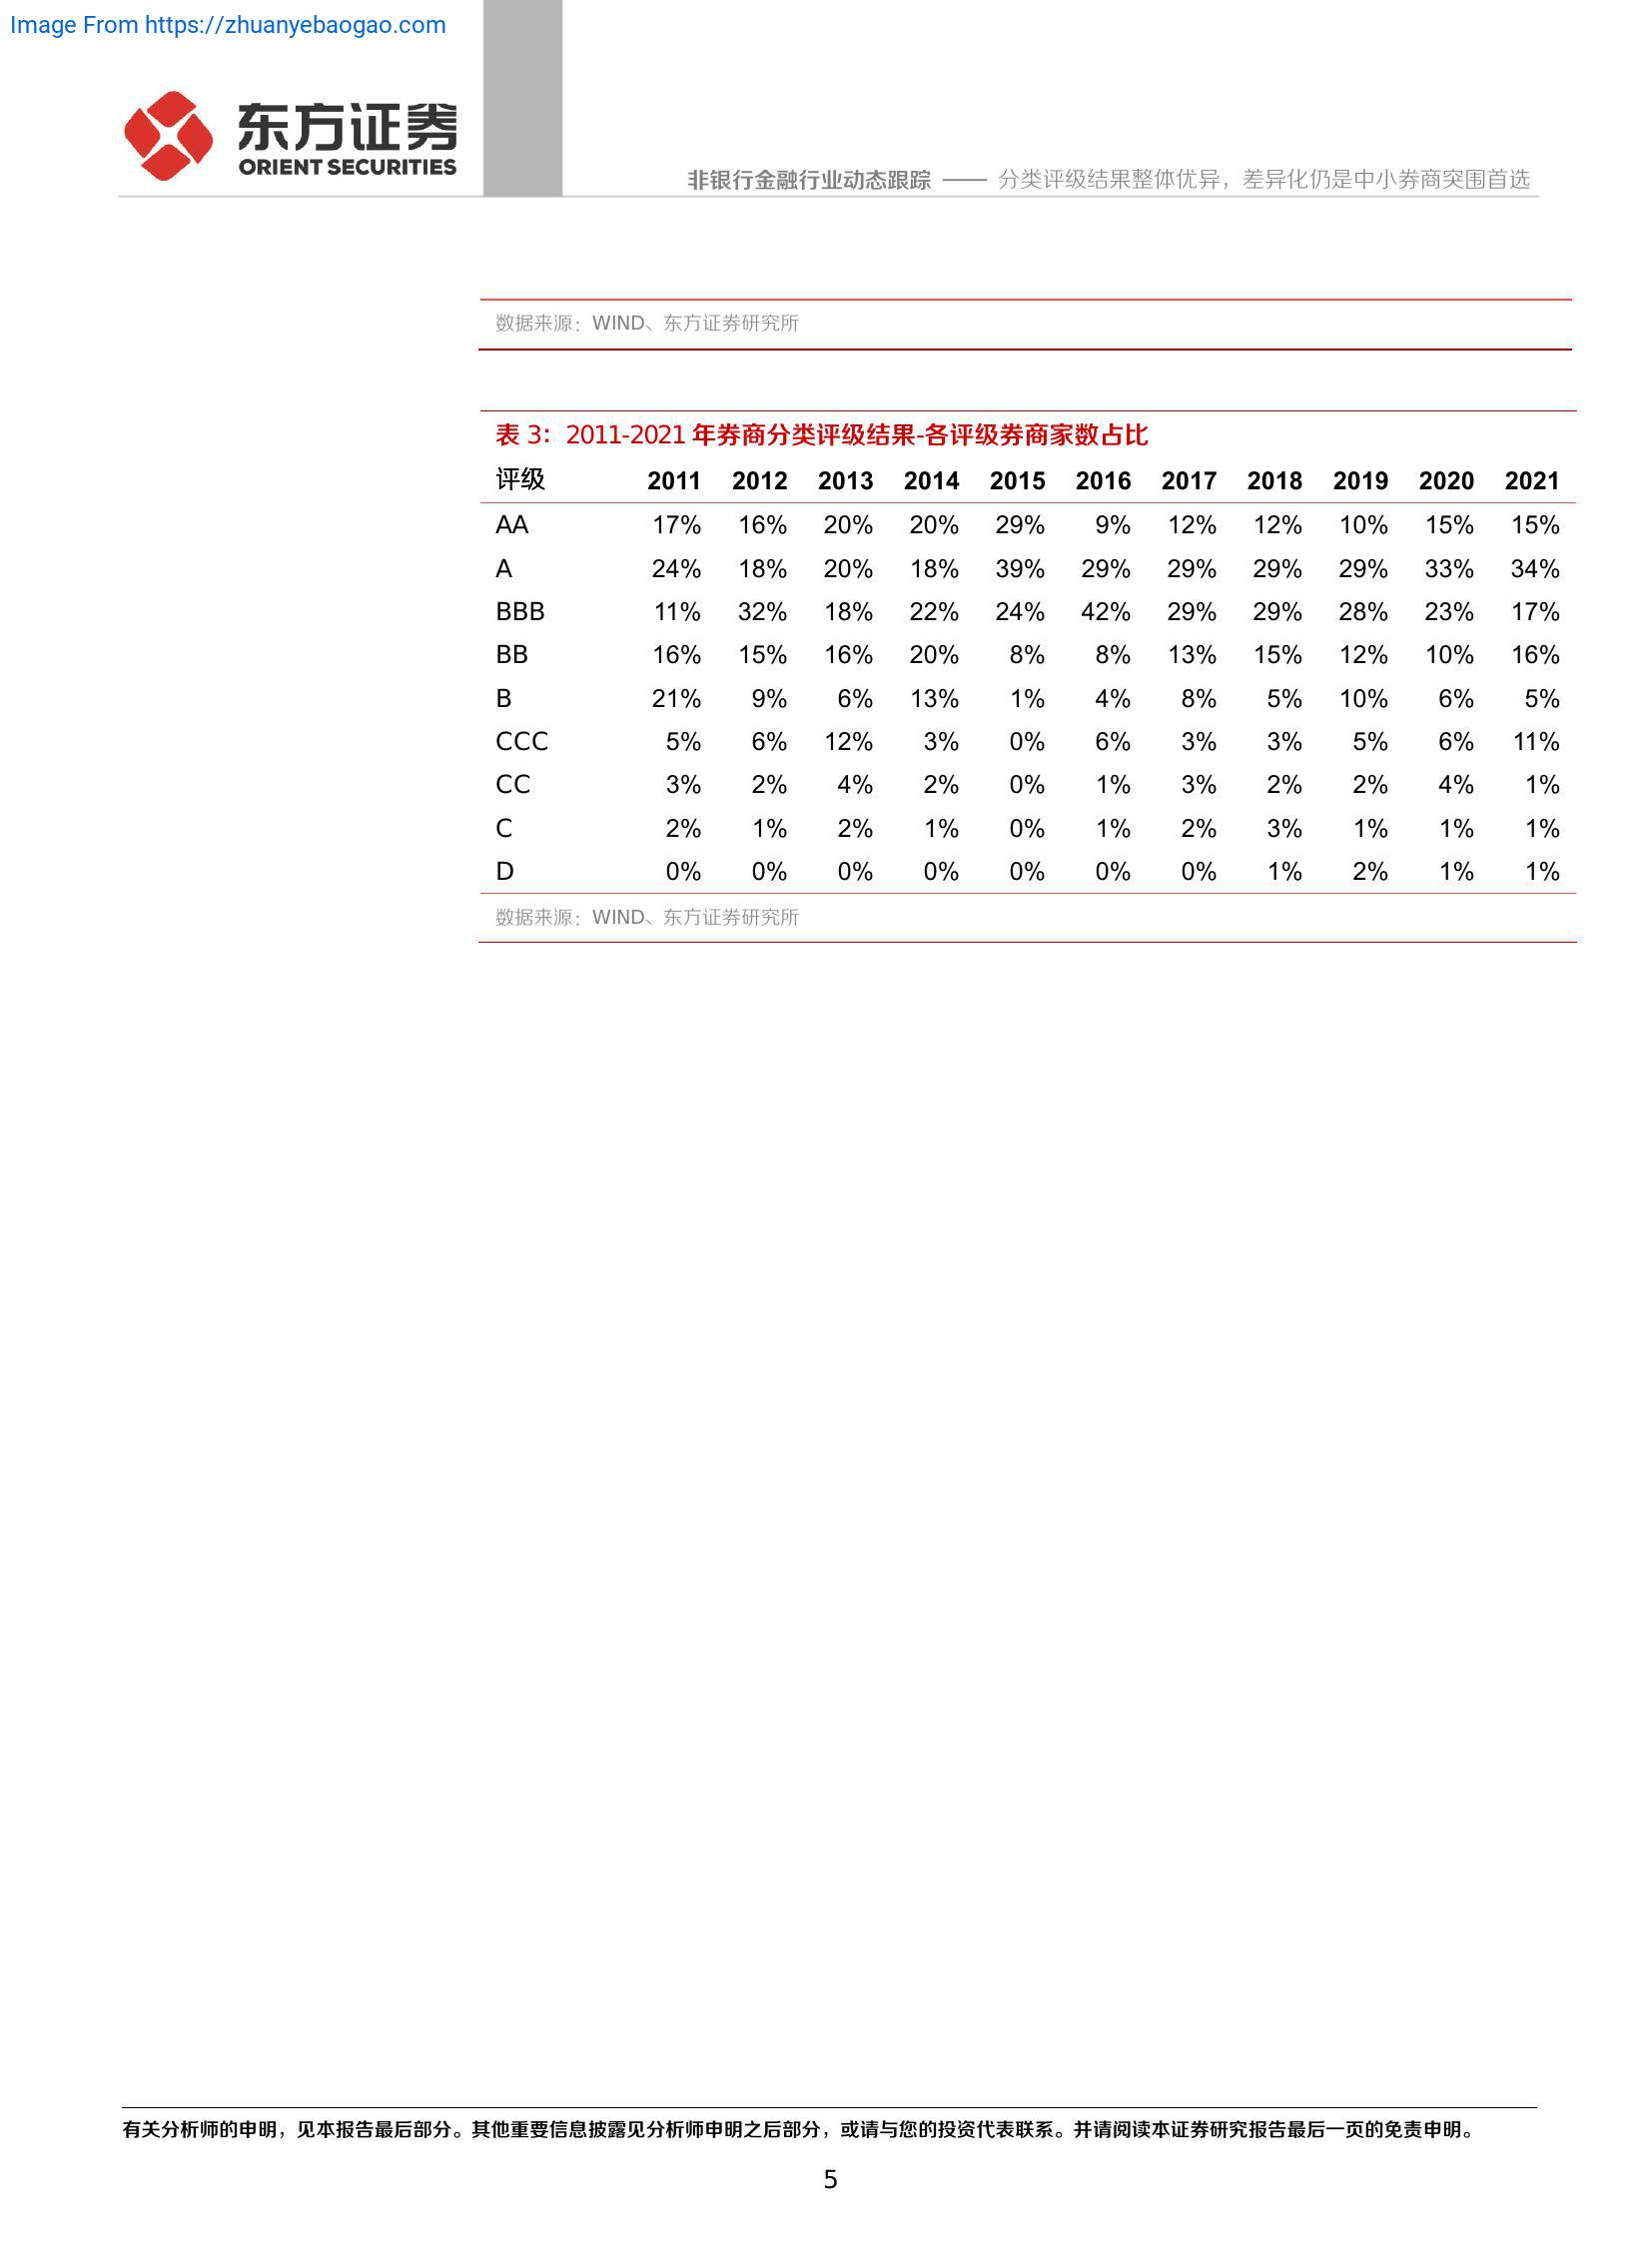 Image From https://zhuanyebaogao.com
东方证券
ORIENT SECURITIES
非银行金融行业动态跟踪 —— 分类评级结果整体优异，差异化仍是中小券商突围首选
数据来源：WIND、东方证券研究所
表 3：2011-2021 年券商分类评级结果-各评级券商家数占比
评级 2011 2012 2013 2014 2015 2016 2017 2018 2019 2020 2021
AA 17% 16% 20% 20% 29% 9% 12% 12% 10% 15% 15%
A 24% 18% 20% 18% 39% 29% 29% 29% 29% 33% 34%
BBB 11% 32% 18% 22% 24% 42% 29% 29% 28% 23% 17%
BB 16% 15% 16% 20% 8% 8% 13% 15% 12% 10% 16%
B 21% 9% 6% 13% 1% 4% 8% 5% 10% 6% 5%
CCC 5% 6% 12% 3% 0% 6% 3% 3% 5% 6% 11%
CC 3% 2% 4% 2% 0% 1% 3% 2% 2% 4% 1%
C 2% 1% 2% 1% 0% 1% 2% 3% 1% 1% 1%
D 0% 0% 0% 0% 0% 0% 0% 1% 2% 1% 1%
数据来源：WIND、东方证券研究所
有关分析师的申明，见本报告最后部分。其他重要信息披露见分析师申明之后部分，或请与您的投资代表联系。并请阅读本证券研究报告最后一页的免责申明。
5